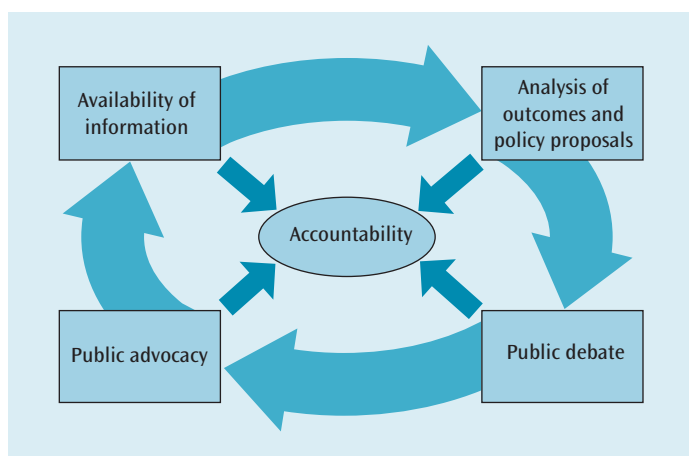 Availability of
information
Analysis of
outcomes and
policy proposals
Accountability
Public advocacy
Public debate